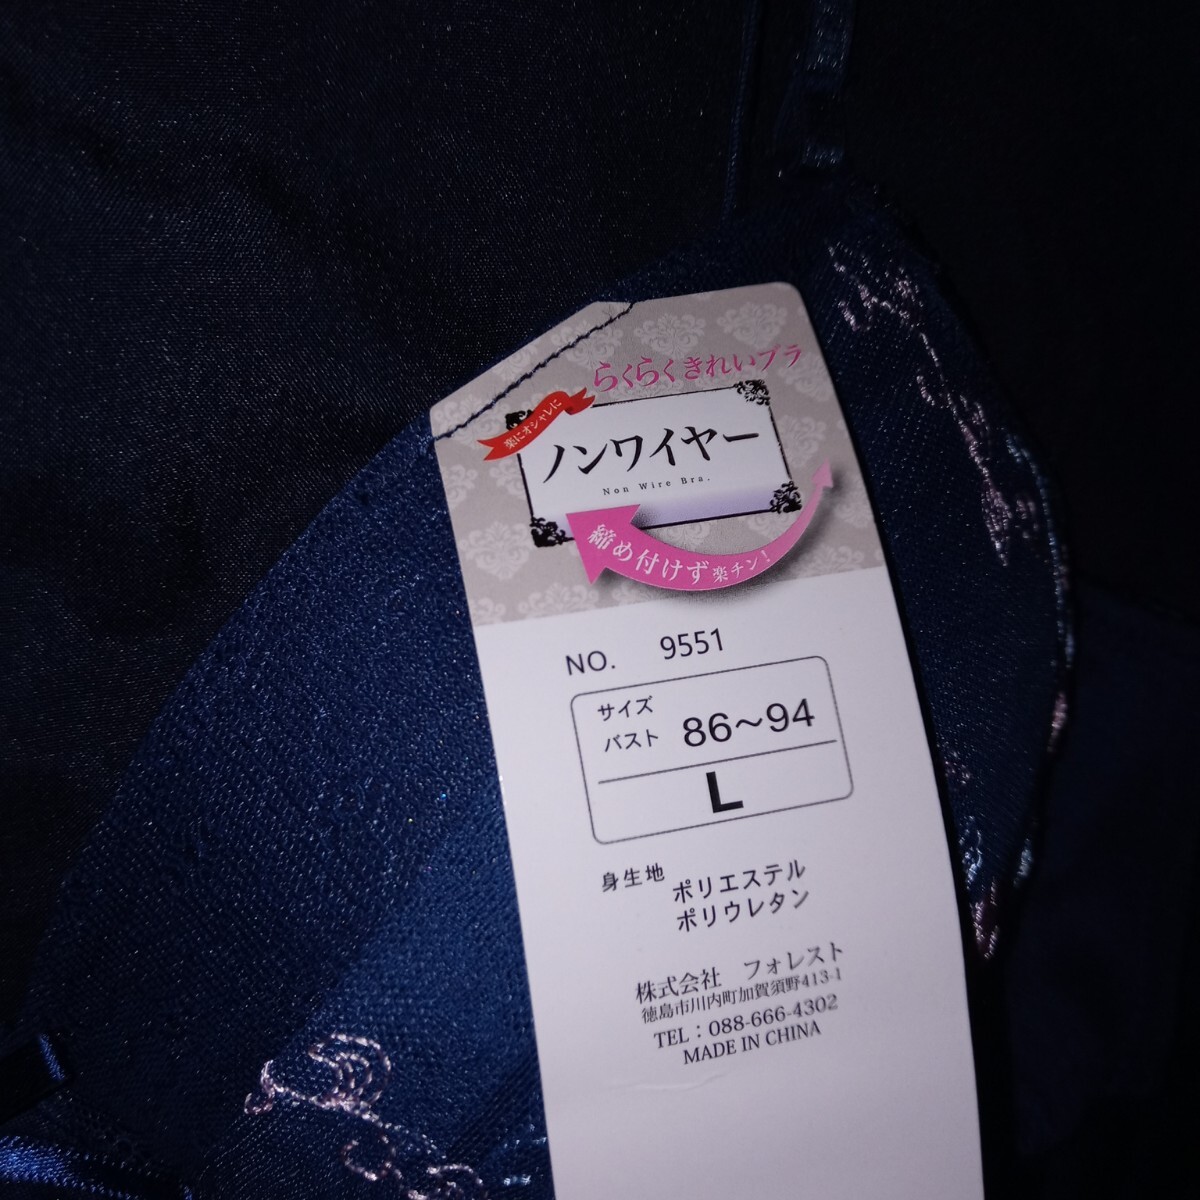 らくらくきれいブラ
楽にオシャレに
ノンワイヤー
Non Wire Bra.
締め付けず楽チン!
NO. 9551
サイズ
バスト 86～94
L
身生地 ポリエステル
ポリウレタン
株式会社 フォレスト
徳島市川内町加賀須野413-1
TEL：088-666-4302
MADE IN CHINA